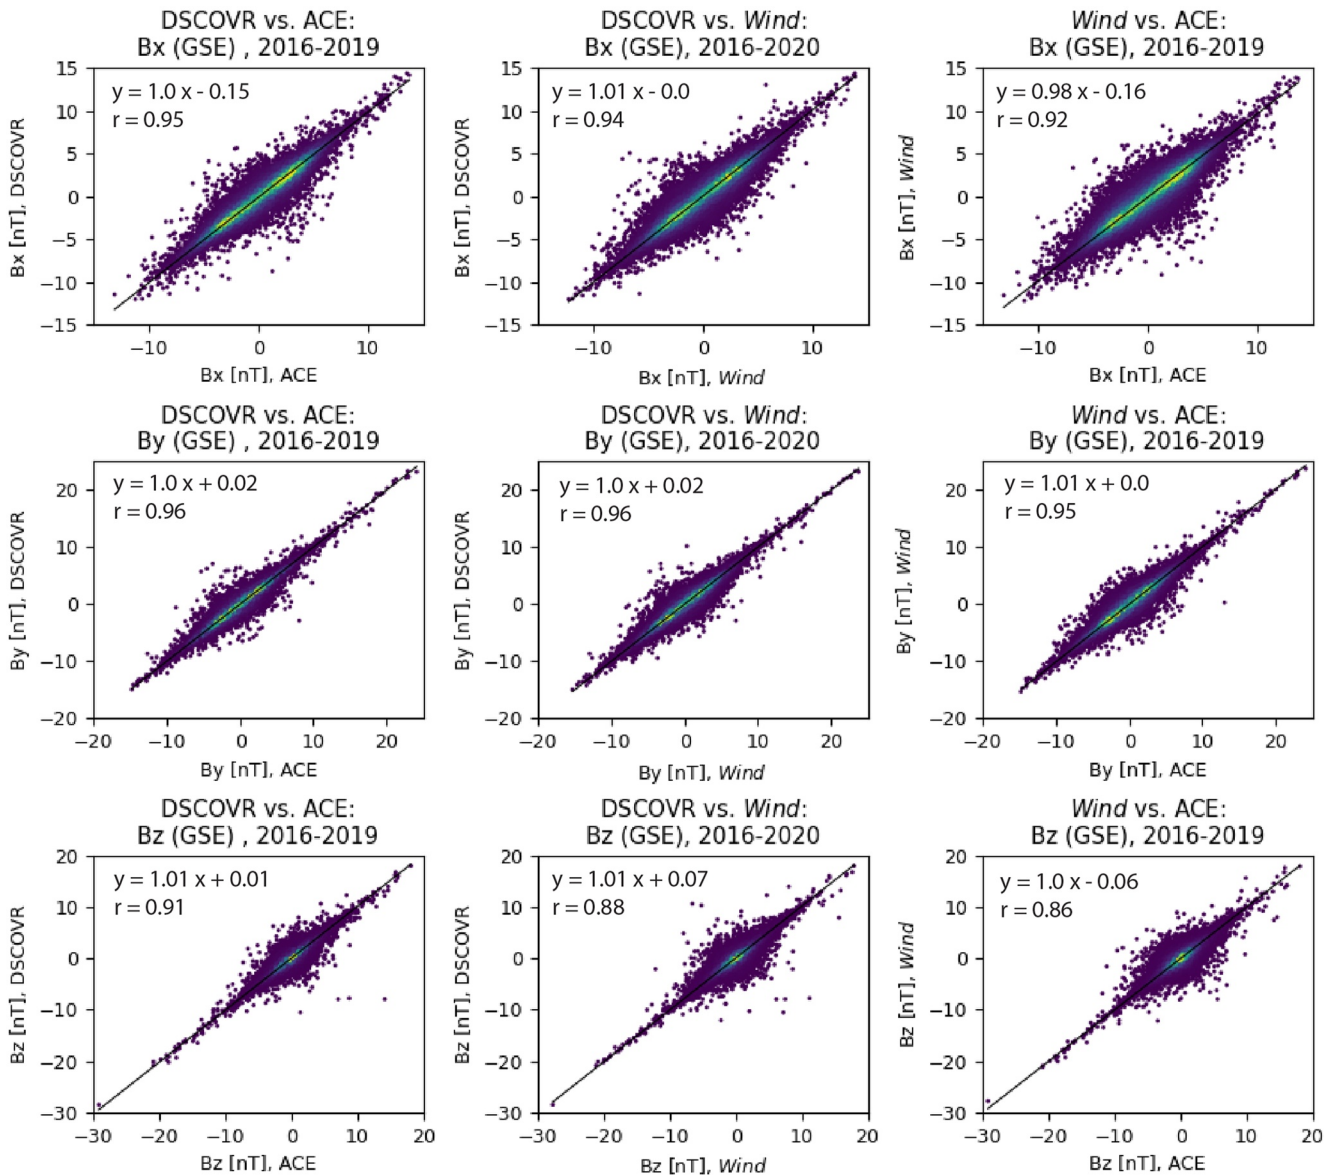 DSCOVR vs. ACE:
Bx (GSE) , 2016-2019
y = 1.0 x - 0.15
r = 0.95
15
10
5
0
−5
−10
−15
Bx [nT], DSCOVR
−10 0 10
Bx [nT], ACE
DSCOVR vs. Wind:
Bx (GSE), 2016-2020
y = 1.01 x - 0.0
r = 0.94
15
10
5
0
−5
−10
−15
Bx [nT], DSCOVR
−10 0 10
Bx [nT], Wind
Wind vs. ACE:
Bx (GSE), 2016-2019
y = 0.98 x - 0.16
r = 0.92
15
10
5
0
−5
−10
−15
Bx [nT], Wind
−10 0 10
Bx [nT], ACE
DSCOVR vs. ACE:
By (GSE) , 2016-2019
y = 1.0 x + 0.02
r = 0.96
20
10
0
−10
−20
By [nT], DSCOVR
−20 −10 0 10 20
By [nT], ACE
DSCOVR vs. Wind:
By (GSE), 2016-2020
y = 1.0 x + 0.02
r = 0.96
20
10
0
−10
−20
By [nT], DSCOVR
−20 −10 0 10 20
By [nT], Wind
Wind vs. ACE:
By (GSE), 2016-2019
y = 1.01 x + 0.0
r = 0.95
20
10
0
−10
−20
By [nT], Wind
−20 −10 0 10 20
By [nT], ACE
DSCOVR vs. ACE:
Bz (GSE) , 2016-2019
y = 1.01 x + 0.01
r = 0.91
20
10
0
−10
−20
−30
Bz [nT], DSCOVR
−30 −20 −10 0 10 20
Bz [nT], ACE
DSCOVR vs. Wind:
Bz (GSE), 2016-2020
y = 1.01 x + 0.07
r = 0.88
20
10
0
−10
−20
−30
Bz [nT], DSCOVR
−30 −20 −10 0 10 20
Bz [nT], Wind
Wind vs. ACE:
Bz (GSE), 2016-2019
y = 1.0 x - 0.06
r = 0.86
20
10
0
−10
−20
−30
Bz [nT], Wind
−30 −20 −10 0 10 20
Bz [nT], ACE